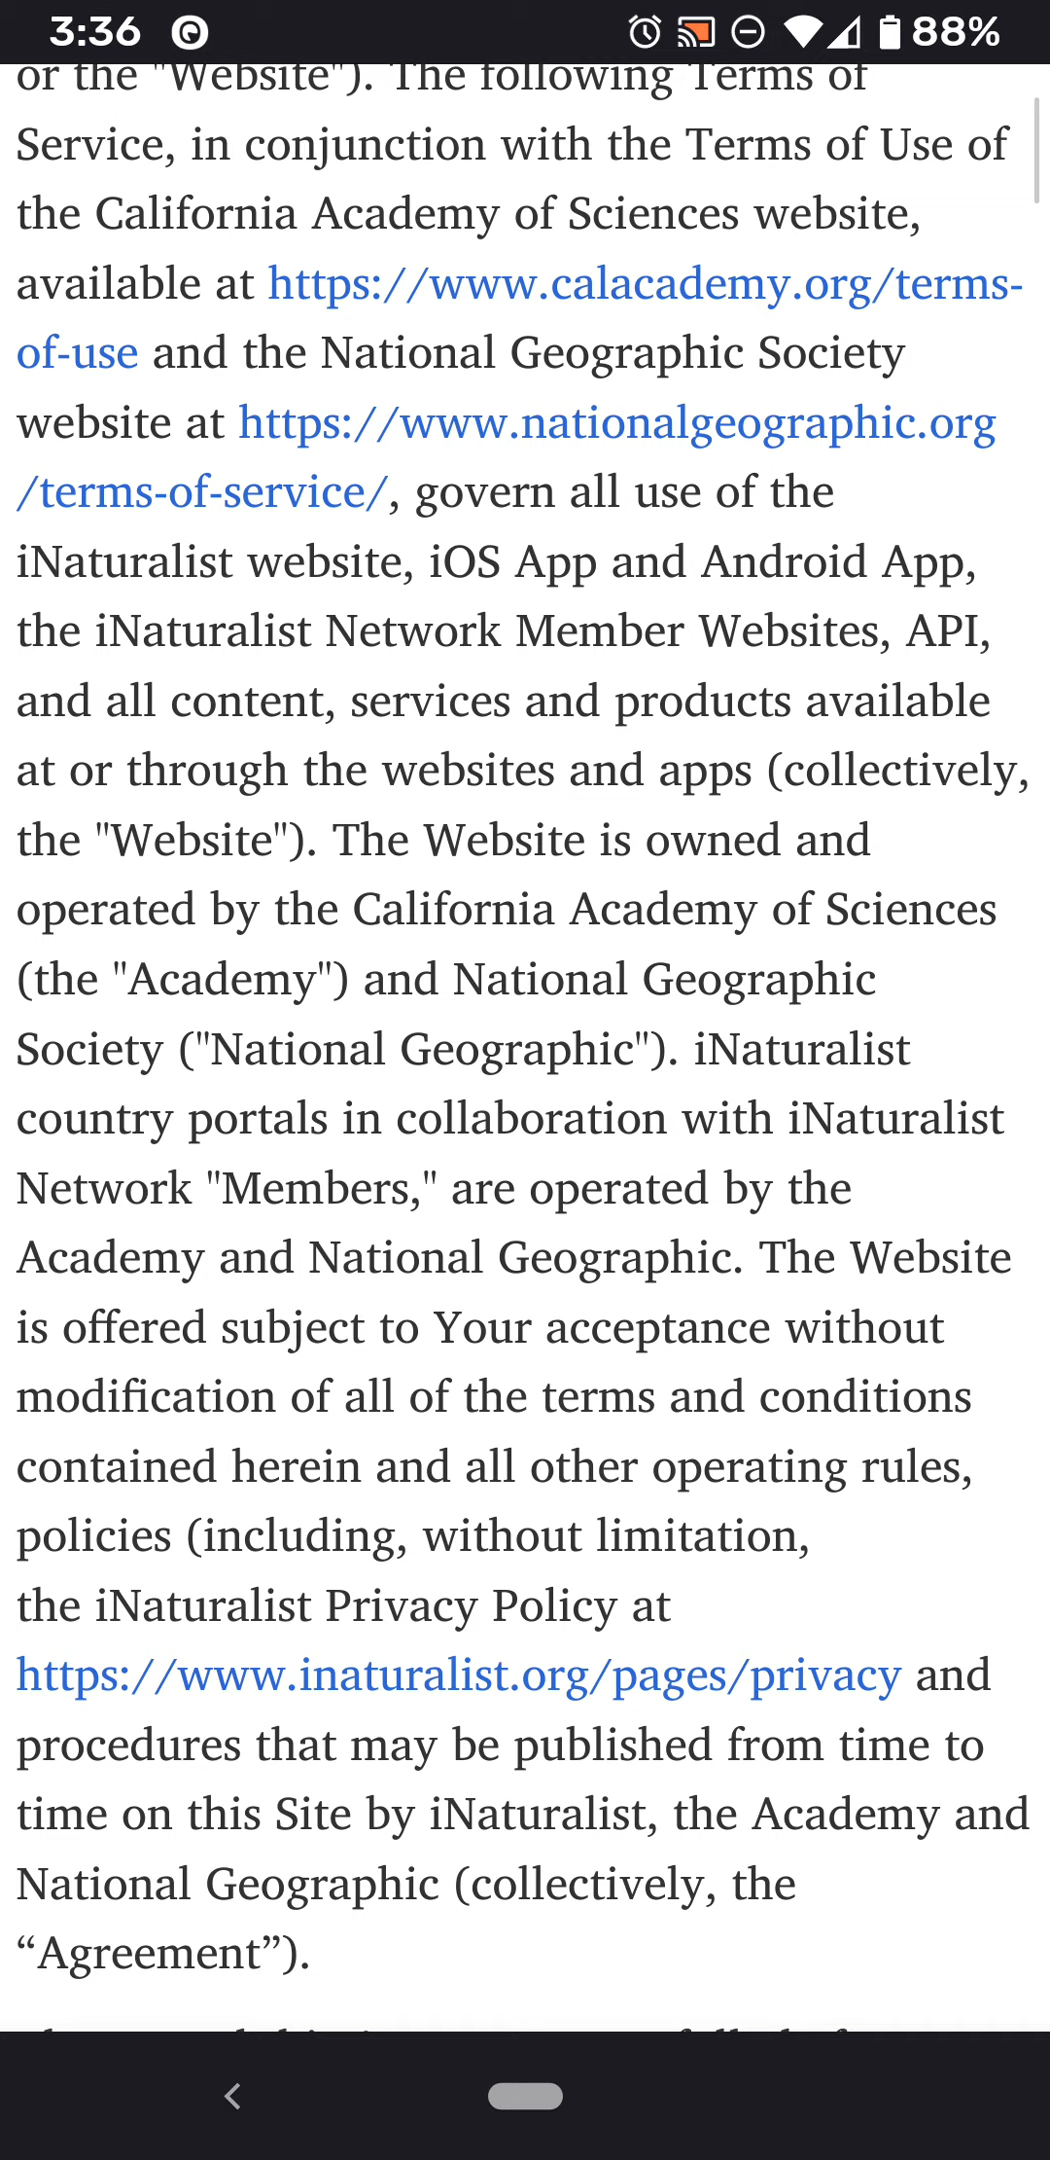 3:36
88%
or the "Website"). The following Terms of
Service, in conjunction with the Terms of Use of
the California Academy of Sciences website,
available at https://www.calacademy.org/terms-
of-use and the National Geographic Society
website at https://www.nationalgeographic.org
/terms-of-service/, govern all use of the
iNaturalist website, iOS App and Android App,
the iNaturalist Network Member Websites, API,
and all content, services and products available
at or through the websites and apps (collectively,
the "Website"). The Website is owned and
operated by the California Academy of Sciences
(the "Academy") and National Geographic
Society ("National Geographic"). iNaturalist
country portals in collaboration with iNaturalist
Network "Members," are operated by the
Academy and National Geographic. The Website
is offered subject to Your acceptance without
modification of all of the terms and conditions
contained herein and all other operating rules,
policies (including, without limitation,
the iNaturalist Privacy Policy at
https://www.inaturalist.org/pages/privacy and
procedures that may be published from time to
time on this Site by iNaturalist, the Academy and
National Geographic (collectively, the
“Agreement”).